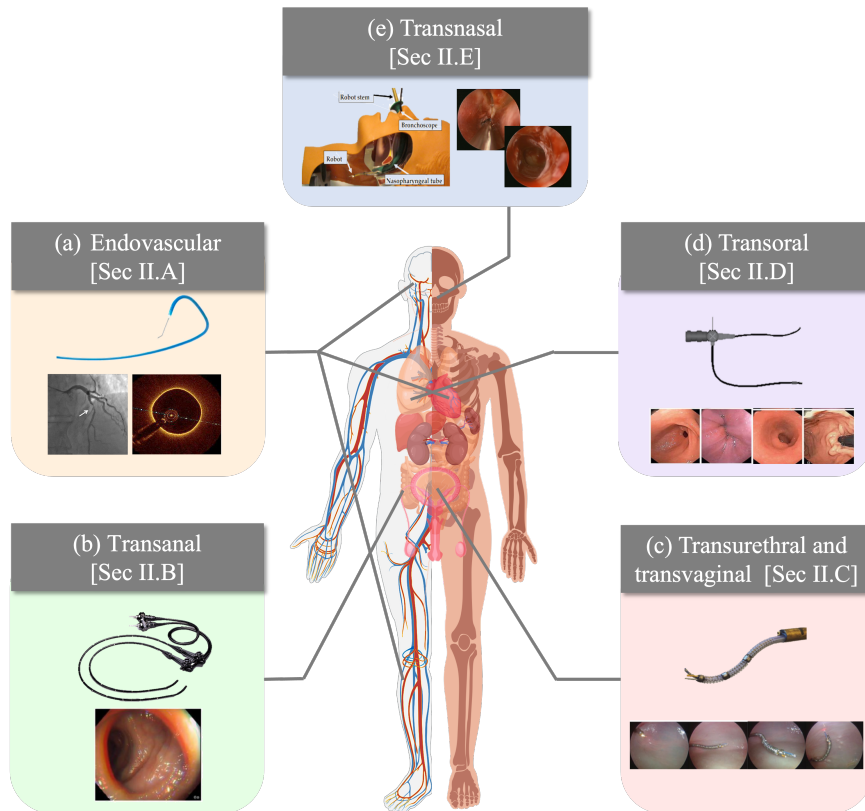 (e) Transnasal
[Sec II.E]
Robot stem
Bronchoscope
Robot
Nasopharyngeal tube
(a) Endovascular
[Sec II.A]
(d) Transoral
[Sec II.D]
(b) Transanal
[Sec II.B]
(c) Transurethral and
transvaginal [Sec II.C]